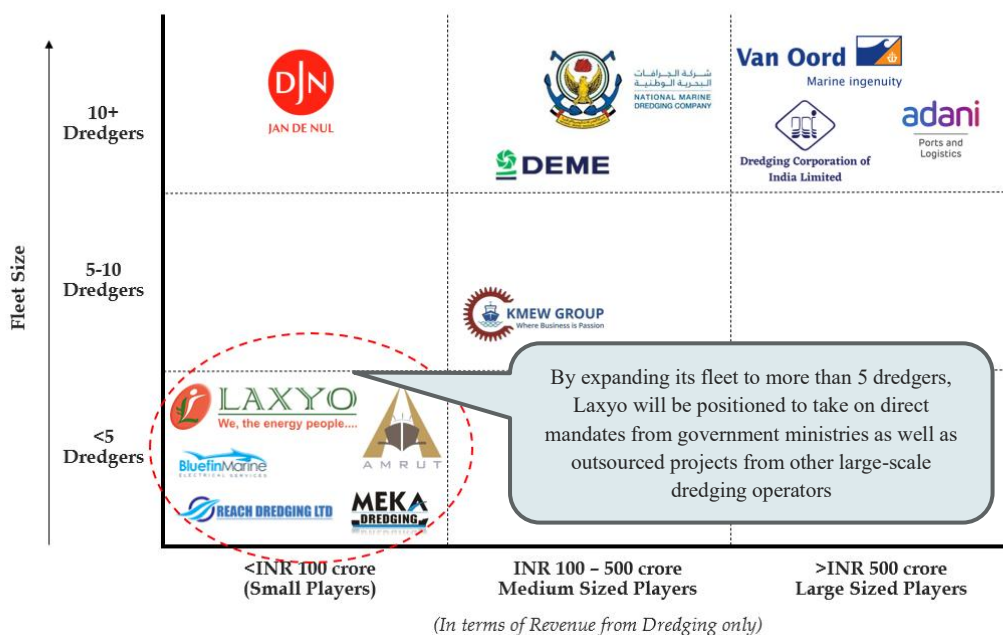 Fleet Size
10+
Dredgers
5-10
Dredgers
<5
Dredgers
DJN
JAN DE NUL
شركة الجرافات
البحرية الوطنية
NATIONAL MARINE
DREDGING COMPANY
DEME
Van Oord
Marine ingenuity
Dredging Corporation of
India Limited
adani
Ports and
Logistics
KMEW GROUP
Where Business is Passion
LAXYO
We, the energy people....
AMRUT
BluefinMarine
ELECTRICAL SERVICES
REACH DREDGING LTD
MEKA
DREDGING
By expanding its fleet to more than 5 dredgers,
Laxyo will be positioned to take on direct
mandates from government ministries as well as
outsourced projects from other large-scale
dredging operators
<INR 100 crore
(Small Players)
INR 100 – 500 crore
Medium Sized Players
>INR 500 crore
Large Sized Players
(In terms of Revenue from Dredging only)